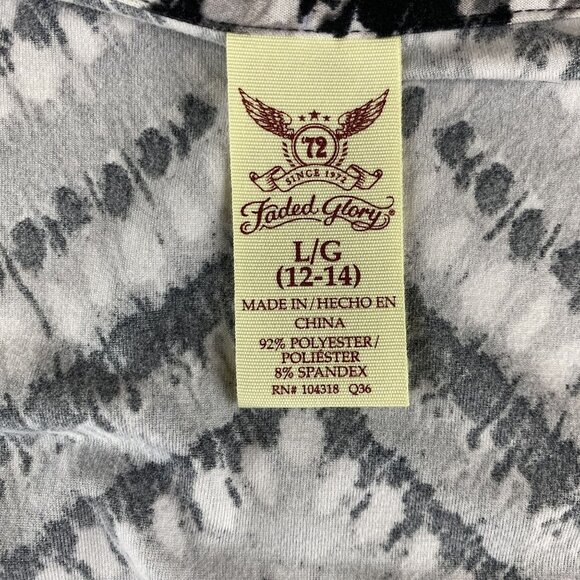 '72
SINCE 1972
Faded Glory®
L/G
(12-14)
MADE IN/HECHO EN
CHINA
92% POLYESTER/
POLIÉSTER
8% SPANDEX
RN# 104318 Q36